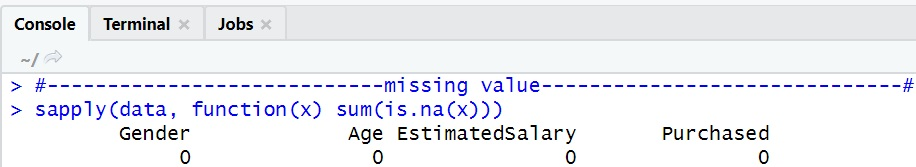 Console Terminal × Jobs ×
~/
> #----------------------------missing value------------------------------#
> sapply(data, function(x) sum(is.na(x)))
Gender Age EstimatedSalary Purchased
0 0 0 0